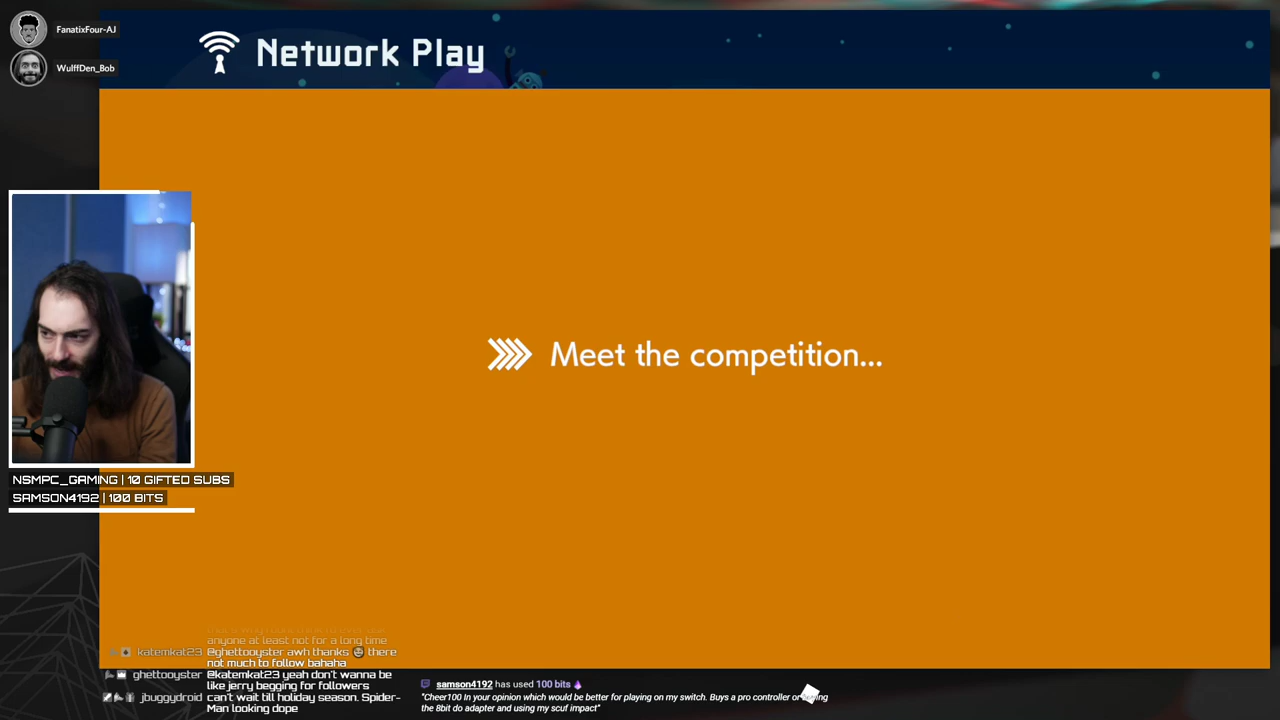 FanatixFour-AJ
WulffDen_Bob
Network Play
Meet the competition...
NSMPC_GAMING | 10 GIFTED SUBS
SAMSON4192 | 100 BITS
anyone at least not for a long time
katemkat23 @ghettooyster awh thanks there
not much to follow bahaha
ghettooyster @katemkat23 yeah don't wanna be
like jerry begging for followers
jbuggydroid can't wait till holiday season. Spider-
Man looking dope
samson4192 has used 100 bits
"Cheer100 In your opinion which would be better for playing on my switch. Buys a pro controller or
the 8bit do adapter and using my scuf impact"